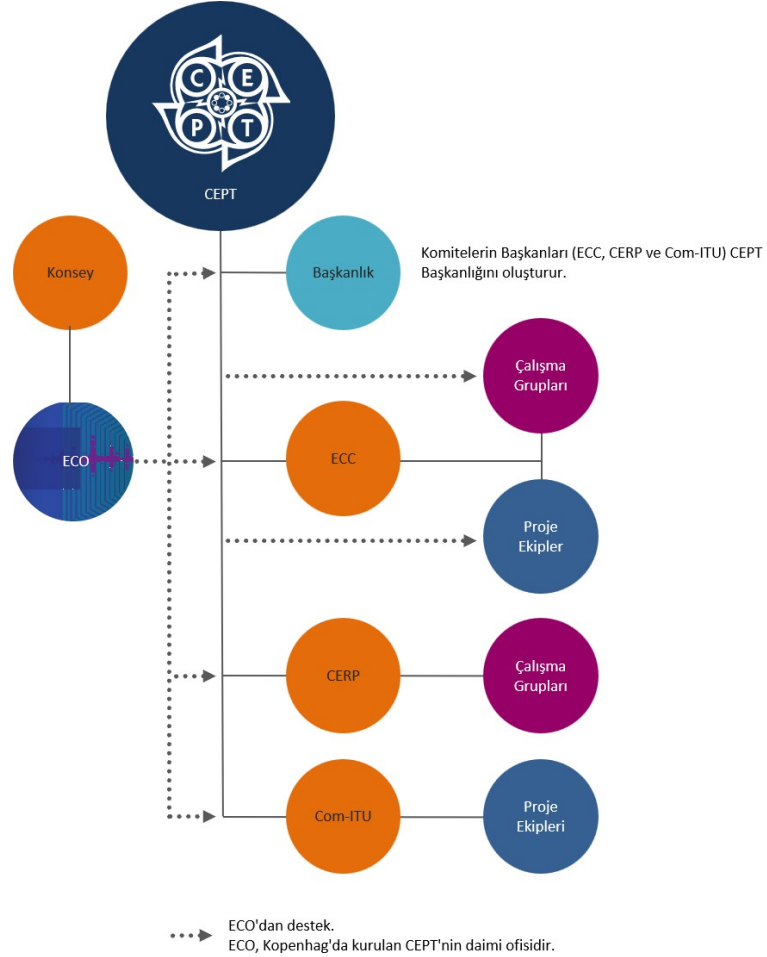 C E
P T
CEPT
Konsey
Başkanlık
Komitelerin Başkanları (ECC, CERP ve Com-ITU) CEPT
Başkanlığını oluşturur.
Çalışma
Grupları
ECO
ECC
Proje
Ekipler
CERP
Çalışma
Grupları
Com-ITU
Proje
Ekipleri
ECO'dan destek.
ECO, Kopenhag'da kurulan CEPT'nin daimi ofisidir.